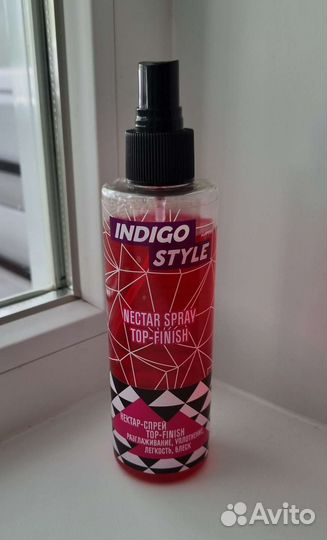 INDIGO
STYLE
NECTAR SPRAY
TOP-FINISH
НЕКТАР-СПРЕЙ
TOP-FINISH
РАЗГЛАЖИВАНИЕ, УПЛОТНЕНИЕ,
ЛЕГКОСТЬ, БЛЕСК
Avito